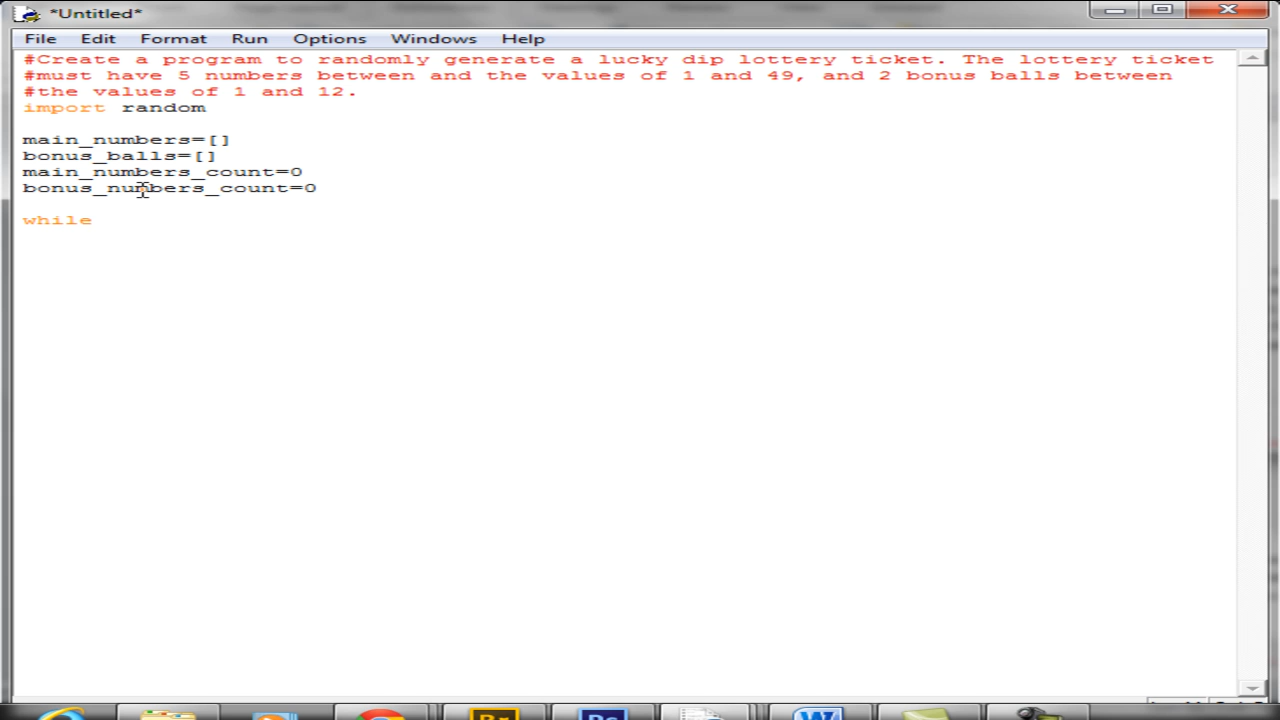 *Untitled*
File Edit Format Run Options Windows Help
#Create a program to randomly generate a lucky dip lottery ticket. The lottery ticket
#must have 5 numbers between and the values of 1 and 49, and 2 bonus balls between
#the values of 1 and 12.
import random
main_numbers=[]
bonus_balls=[]
main_numbers_count=0
bonus_numbers_count=0
while